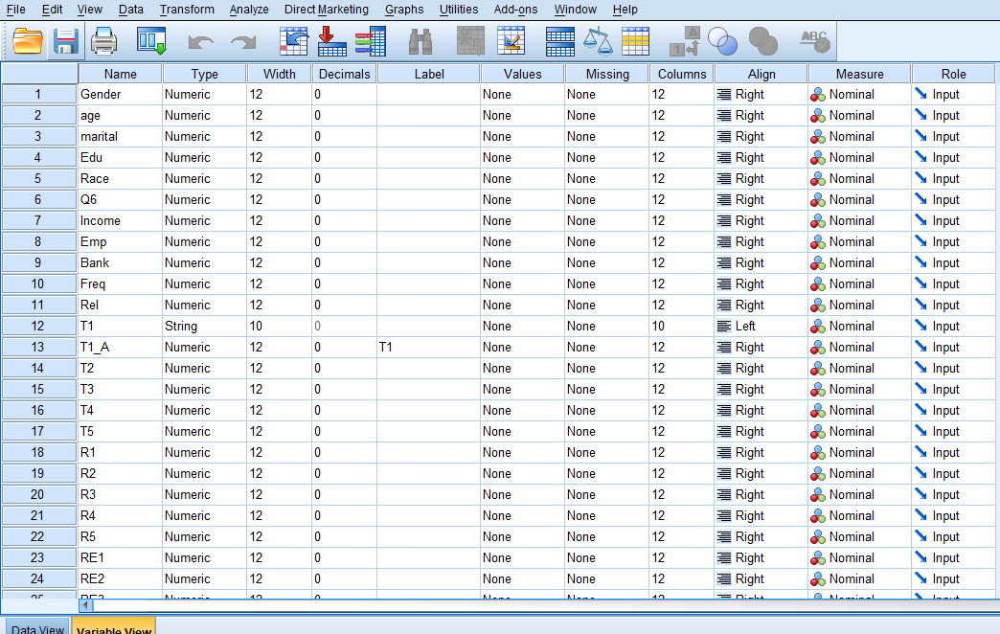 File Edit View Data Transform Analyze Direct Marketing Graphs Utilities Add-ons Window Help
Name Type Width Decimals Label Values Missing Columns Align Measure Role
1 Gender Numeric 12 0 None None 12 Right Nominal Input
2 age Numeric 12 0 None None 12 Right Nominal Input
3 marital Numeric 12 0 None None 12 Right Nominal Input
4 Edu Numeric 12 0 None None 12 Right Nominal Input
5 Race Numeric 12 0 None None 12 Right Nominal Input
6 Q6 Numeric 12 0 None None 12 Right Nominal Input
7 Income Numeric 12 0 None None 12 Right Nominal Input
8 Emp Numeric 12 0 None None 12 Right Nominal Input
9 Bank Numeric 12 0 None None 12 Right Nominal Input
10 Freq Numeric 12 0 None None 12 Right Nominal Input
11 Rel Numeric 12 0 None None 12 Right Nominal Input
12 T1 String 10 0 None None 10 Left Nominal Input
13 T1_A Numeric 12 0 T1 None None 12 Right Nominal Input
14 T2 Numeric 12 0 None None 12 Right Nominal Input
15 T3 Numeric 12 0 None None 12 Right Nominal Input
16 T4 Numeric 12 0 None None 12 Right Nominal Input
17 T5 Numeric 12 0 None None 12 Right Nominal Input
18 R1 Numeric 12 0 None None 12 Right Nominal Input
19 R2 Numeric 12 0 None None 12 Right Nominal Input
20 R3 Numeric 12 0 None None 12 Right Nominal Input
21 R4 Numeric 12 0 None None 12 Right Nominal Input
22 R5 Numeric 12 0 None None 12 Right Nominal Input
23 RE1 Numeric 12 0 None None 12 Right Nominal Input
24 RE2 Numeric 12 0 None None 12 Right Nominal Input
25 RE3 Numeric 12 0 None None 12 Right Nominal Input
Data View Variable View